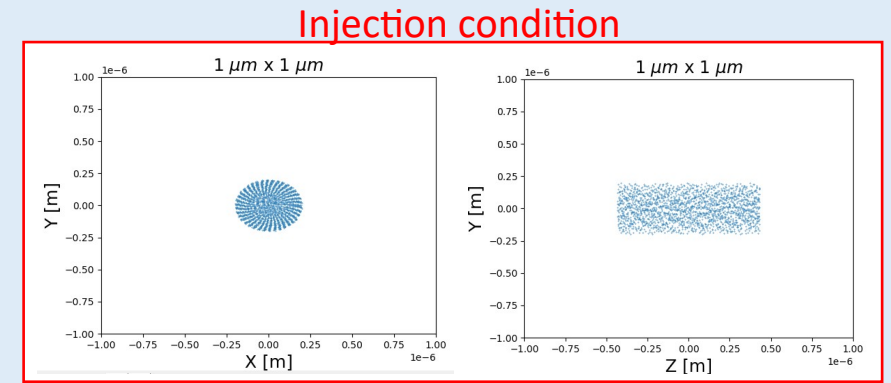 Injection condition
1 μm x 1 μm
1e−6
1.00
0.75
0.50
0.25
0.00
−0.25
−0.50
−0.75
−1.00
Y [m]
−1.00 −0.75 −0.50 −0.25 0.00 0.25 0.50 0.75 1.00
1e−6
X [m]
1 μm x 1 μm
1e−6
1.00
0.75
0.50
0.25
0.00
−0.25
−0.50
−0.75
−1.00
Y [m]
−1.00 −0.75 −0.50 −0.25 0.00 0.25 0.50 0.75 1.00
1e−6
Z [m]